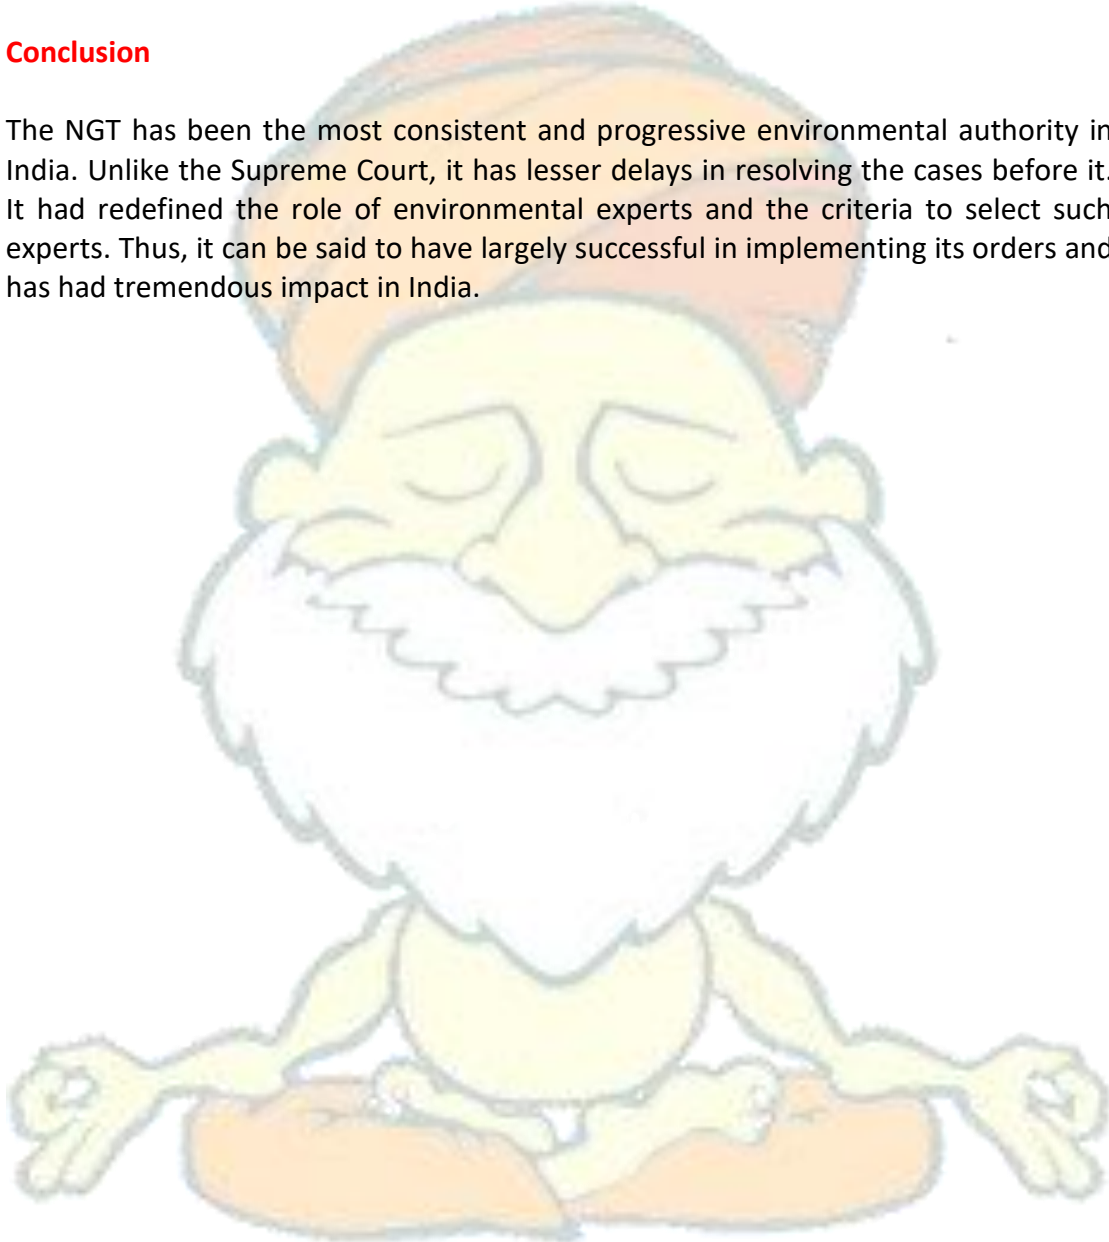 Conclusion
The NGT has been the most consistent and progressive environmental authority in
India. Unlike the Supreme Court, it has lesser delays in resolving the cases before it.
It had redefined the role of environmental experts and the criteria to select such
experts. Thus, it can be said to have largely successful in implementing its orders and
has had tremendous impact in India.